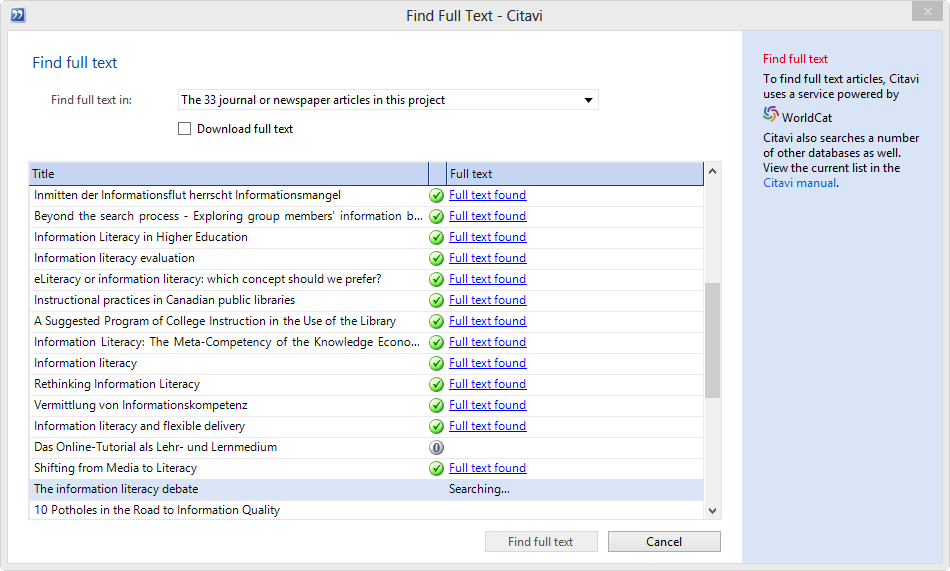 Find Full Text - Citavi
Find full text
Find full text in:
The 33 journal or newspaper articles in this project
Download full text
Title
Full text
Inmitten der Informationsflut herrscht Informationsmangel
Full text found
Beyond the search process - Exploring group members' information b...
Full text found
Information Literacy in Higher Education
Full text found
Information literacy evaluation
Full text found
eLiteracy or information literacy: which concept should we prefer?
Full text found
Instructional practices in Canadian public libraries
Full text found
A Suggested Program of College Instruction in the Use of the Library
Full text found
Information Literacy: The Meta-Competency of the Knowledge Econo...
Full text found
Information literacy
Full text found
Rethinking Information Literacy
Full text found
Vermittlung von Informationskompetenz
Full text found
Information literacy and flexible delivery
Full text found
Das Online-Tutorial als Lehr- und Lernmedium
0
Shifting from Media to Literacy
Full text found
The information literacy debate
Searching...
10 Potholes in the Road to Information Quality
Find full text
Cancel
Find full text
To find full text articles, Citavi
uses a service powered by
WorldCat
Citavi also searches a number
of other databases as well.
View the current list in the
Citavi manual.